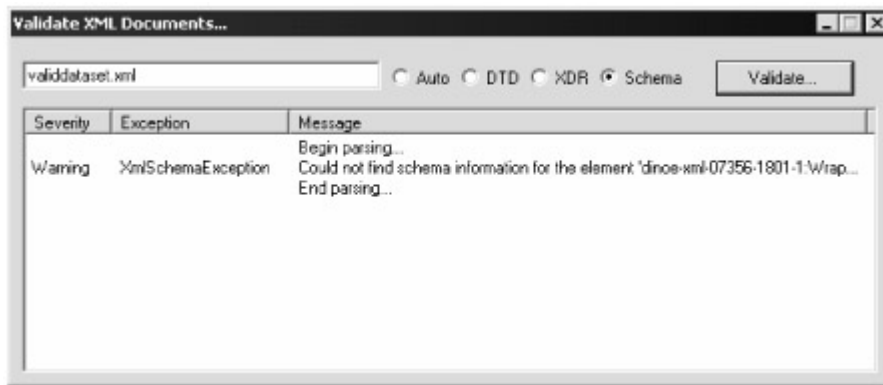 Validate XML Documents...
validdataset.xml Auto DTD XDR Schema Validate...
Severity Exception Message
Begin parsing...
Warning XmlSchemaException Could not find schema information for the element 'dinoe-xml-07356-1801-1:Wrap...
End parsing...